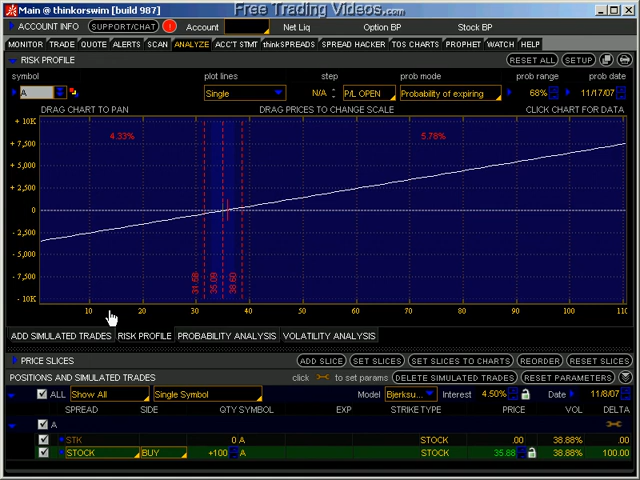 Main @ thinkorswim [build 987]
Free Trading Videos.com
ACCOUNT INFO SUPPORT/CHAT ! Account Net Liq Option BP Stock BP
MONITOR TRADE QUOTE ALERTS SCAN ANALYZE ACC'T STMT thinkSPREADS SPREAD HACKER TOS CHARTS PROPHET WATCH HELP
RISK PROFILE RESET ALL SETUP
symbol plot lines step prob mode prob range prob date
A Single N/A P/L OPEN Probability of expiring 68% 11/17/07
DRAG CHART TO PAN DRAG PRICES TO CHANGE SCALE CLICK CHART FOR DATA
+ 10K
4.33% 5.78%
+ 7,500
+ 5,000
+ 2,500
0
- 2,500
- 5,000
- 7,500
31.58 35.09 38.60
- 10K
10 20 30 40 50 60 70 80 90 100 110
ADD SIMULATED TRADES RISK PROFILE PROBABILITY ANALYSIS VOLATILITY ANALYSIS
PRICE SLICES ADD SLICE SET SLICES SET SLICES TO CHARTS REORDER RESET SLICES
POSITIONS AND SIMULATED TRADES click to set params DELETE SIMULATED TRADES RESET PARAMETERS
ALL Show All Single Symbol Model Bjerksu... Interest 4.50% Date 11/8/07
SPREAD SIDE QTY SYMBOL EXP STRIKE TYPE PRICE VOL DELTA
A
STK 0 A STOCK .00 38.88% .00
STOCK BUY +100 A STOCK 35.88 38.88% 100.00